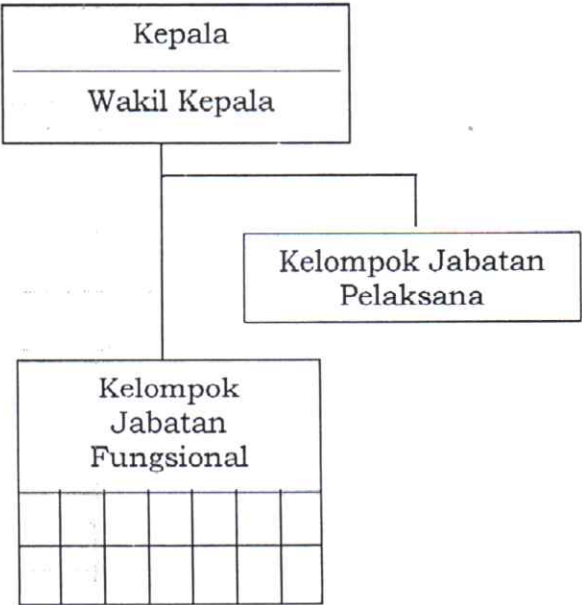 Kepala
Wakil Kepala
Kelompok Jabatan
Pelaksana
Kelompok
Jabatan
Fungsional